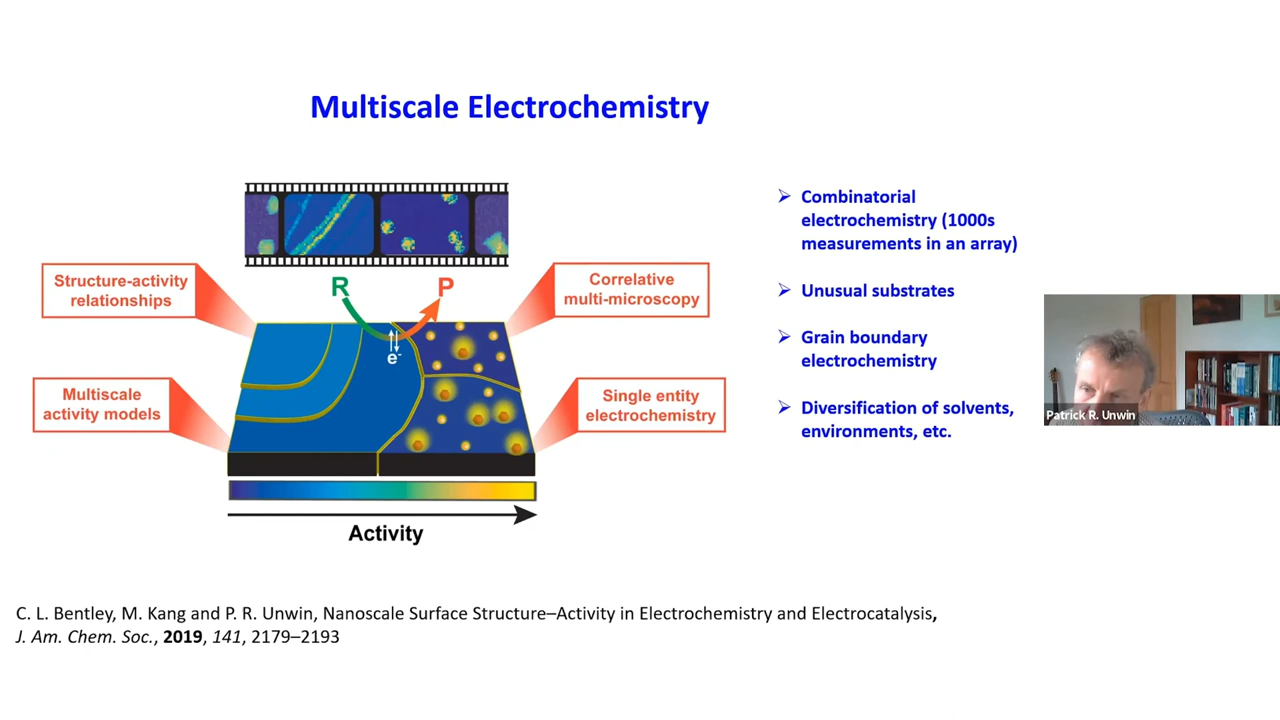 Multiscale Electrochemistry
Structure-activity
relationships
Multiscale
activity models
R
P
e-
Correlative
multi-microscopy
Single entity
electrochemistry
Activity
➢ Combinatorial
electrochemistry (1000s
measurements in an array)
➢ Unusual substrates
➢ Grain boundary
electrochemistry
➢ Diversification of solvents,
environments, etc.
Patrick R. Unwin
C. L. Bentley, M. Kang and P. R. Unwin, Nanoscale Surface Structure–Activity in Electrochemistry and Electrocatalysis,
J. Am. Chem. Soc., 2019, 141, 2179–2193